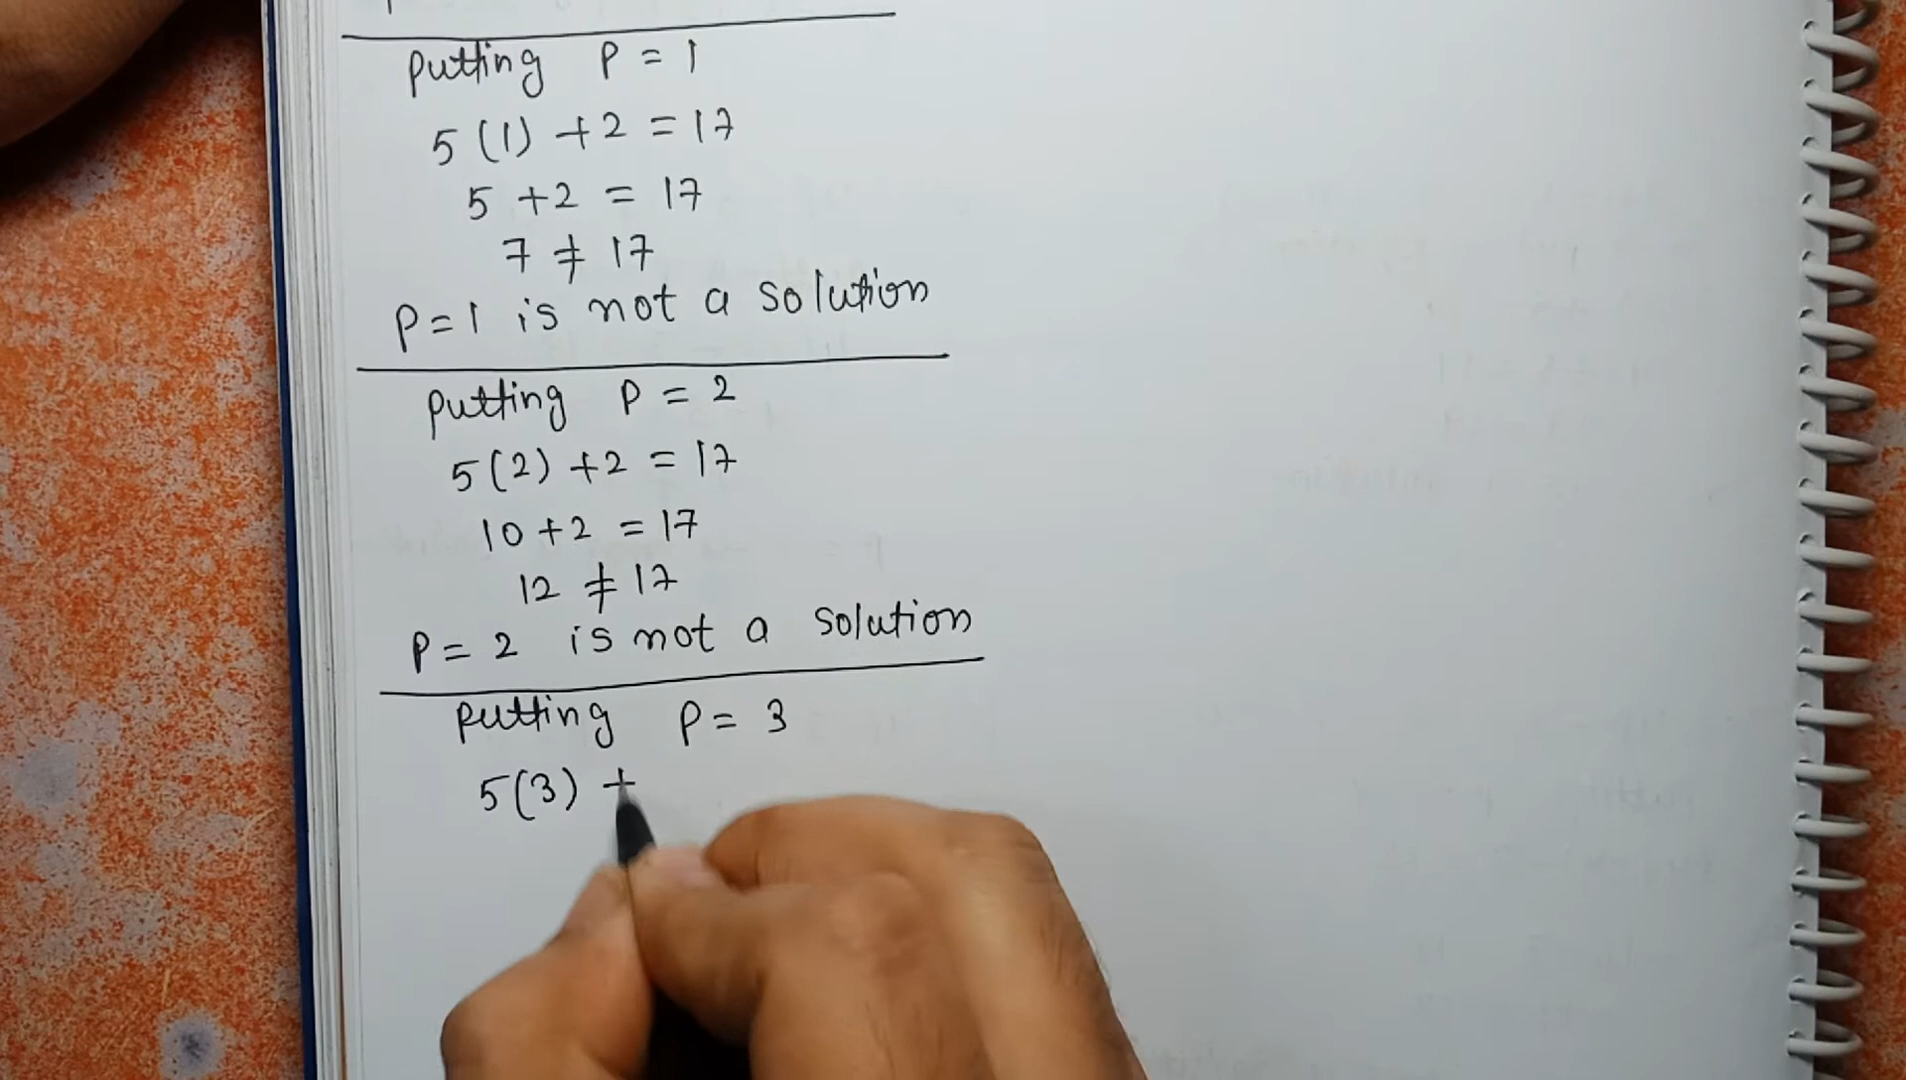 putting P = 1
5 (1) +2 = 17
5 +2 = 17
7 ≠ 17
P=1 is not a solution
putting P = 2
5(2) +2 = 17
10 +2 = 17
12 ≠ 17
P= 2 is not a solution
putting P= 3
5(3) +